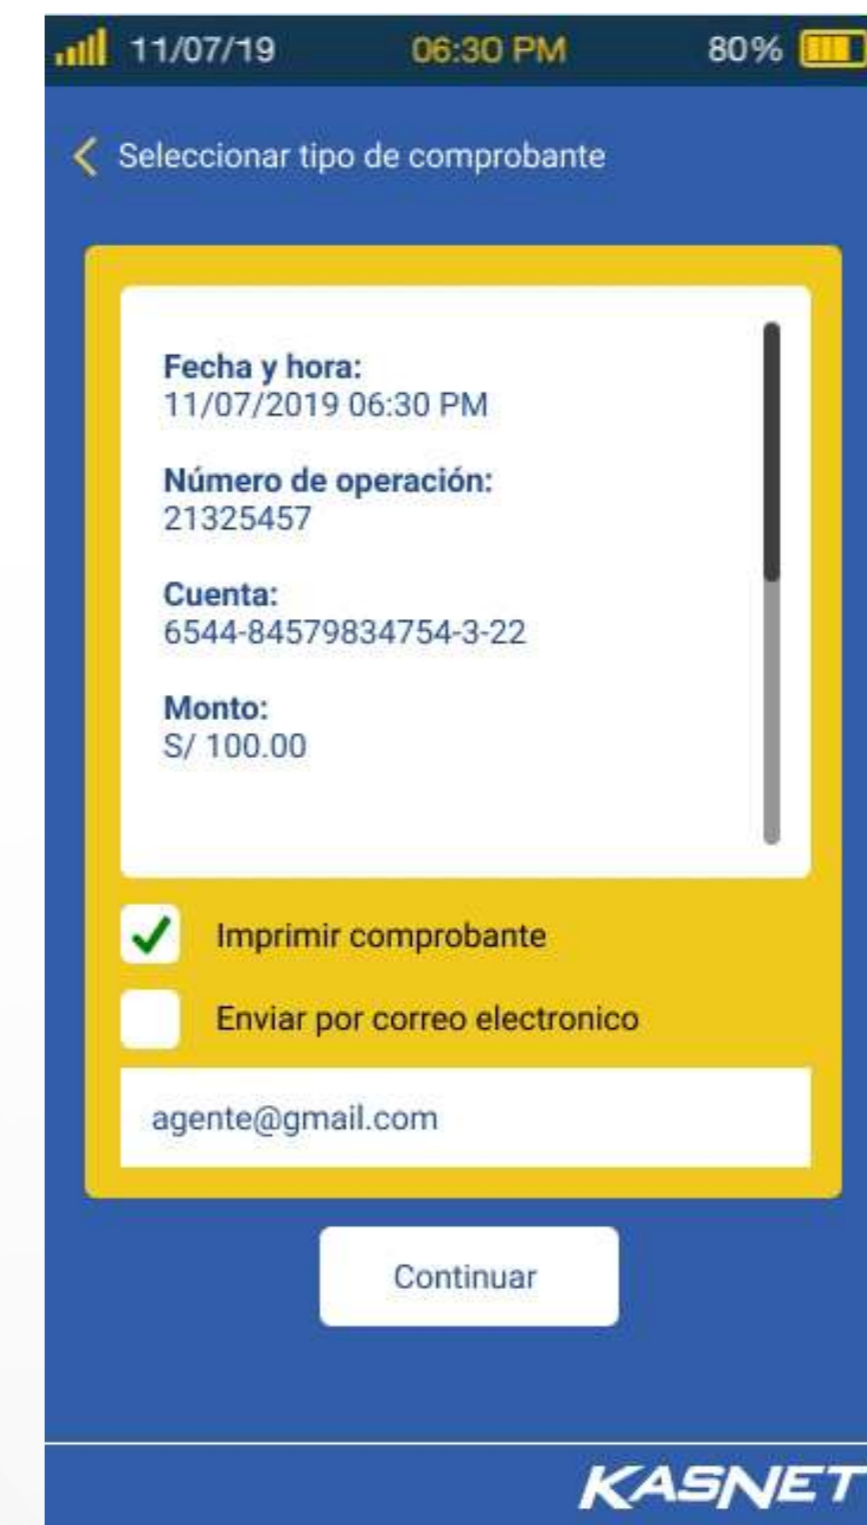 11/07/19 06:30 PM 80%
Seleccionar tipo de comprobante
Fecha y hora:
11/07/2019 06:30 PM
Número de operación:
21325457
Cuenta:
6544-84579834754-3-22
Monto:
S/ 100.00
Imprimir comprobante
Enviar por correo electronico
agente@gmail.com
Continuar
KASNET